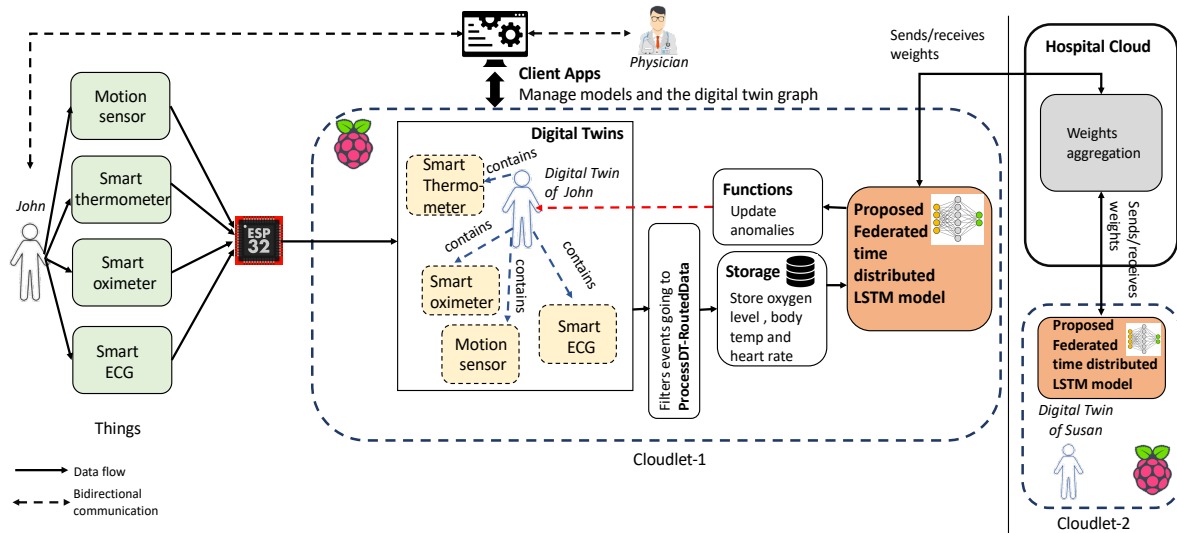 Physician
Client Apps
Manage models and the digital twin graph
Sends/receives
weights
Hospital Cloud
Weights
aggregation
Sends/receives
weights
John
Motion
sensor
Smart
thermometer
Smart
oximeter
Smart
ECG
Things
ESP
32
Digital Twins
Smart
Thermo-
meter
contains
Digital Twin
of John
contains
contains
contains
Smart
oximeter
Motion
sensor
Smart
ECG
Filters events going to
ProcessDT-RoutedData
Functions
Update
anomalies
Storage
Store oxygen
level , body
temp and
heart rate
Proposed
Federated
time
distributed
LSTM model
Cloudlet-1
Proposed
Federated
time distributed
LSTM model
Digital Twin
of Susan
Cloudlet-2
Data flow
Bidirectional
communication